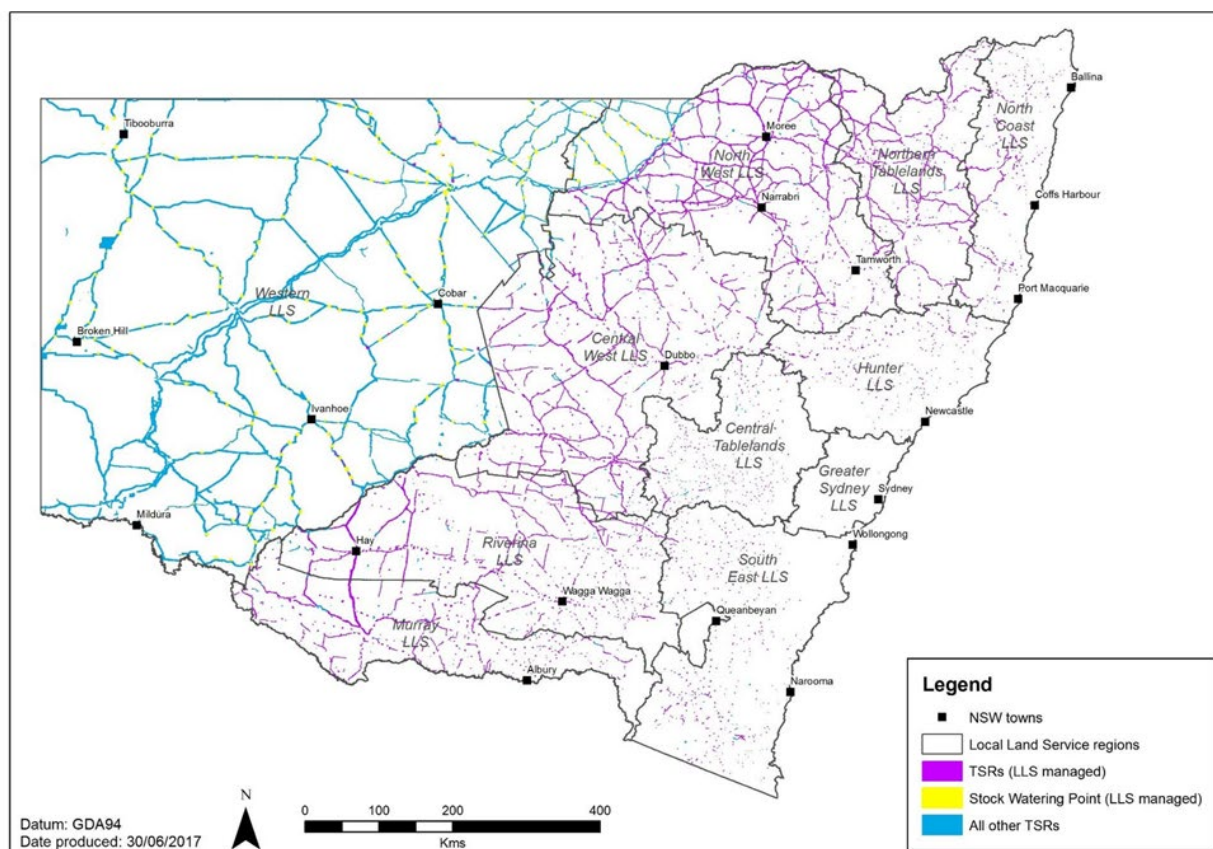 Ballina
Tibooburra
North
Coast
LLS
Moree
North
West LLS
Northern
Tablelands
LLS
Narrabri
Coffs Harbour
Tamworth
Western
LLS
Cobar
Port Macquarie
Broken Hill
Central
West LLS
Dubbo
Hunter
LLS
Ivanhoe
Newcastle
Central
Tablelands
LLS
Greater
Sydney
LLS
Sydney
Mildura
Wollongong
Hay
Riverina
LLS
South
East LLS
Wagga Wagga
Queanbeyan
Murray
LLS
Albury
Narooma
Legend
NSW towns
Local Land Service regions
TSRs (LLS managed)
Stock Watering Point (LLS managed)
All other TSRs
N
0 100 200 400
Kms
Datum: GDA94
Date produced: 30/06/2017